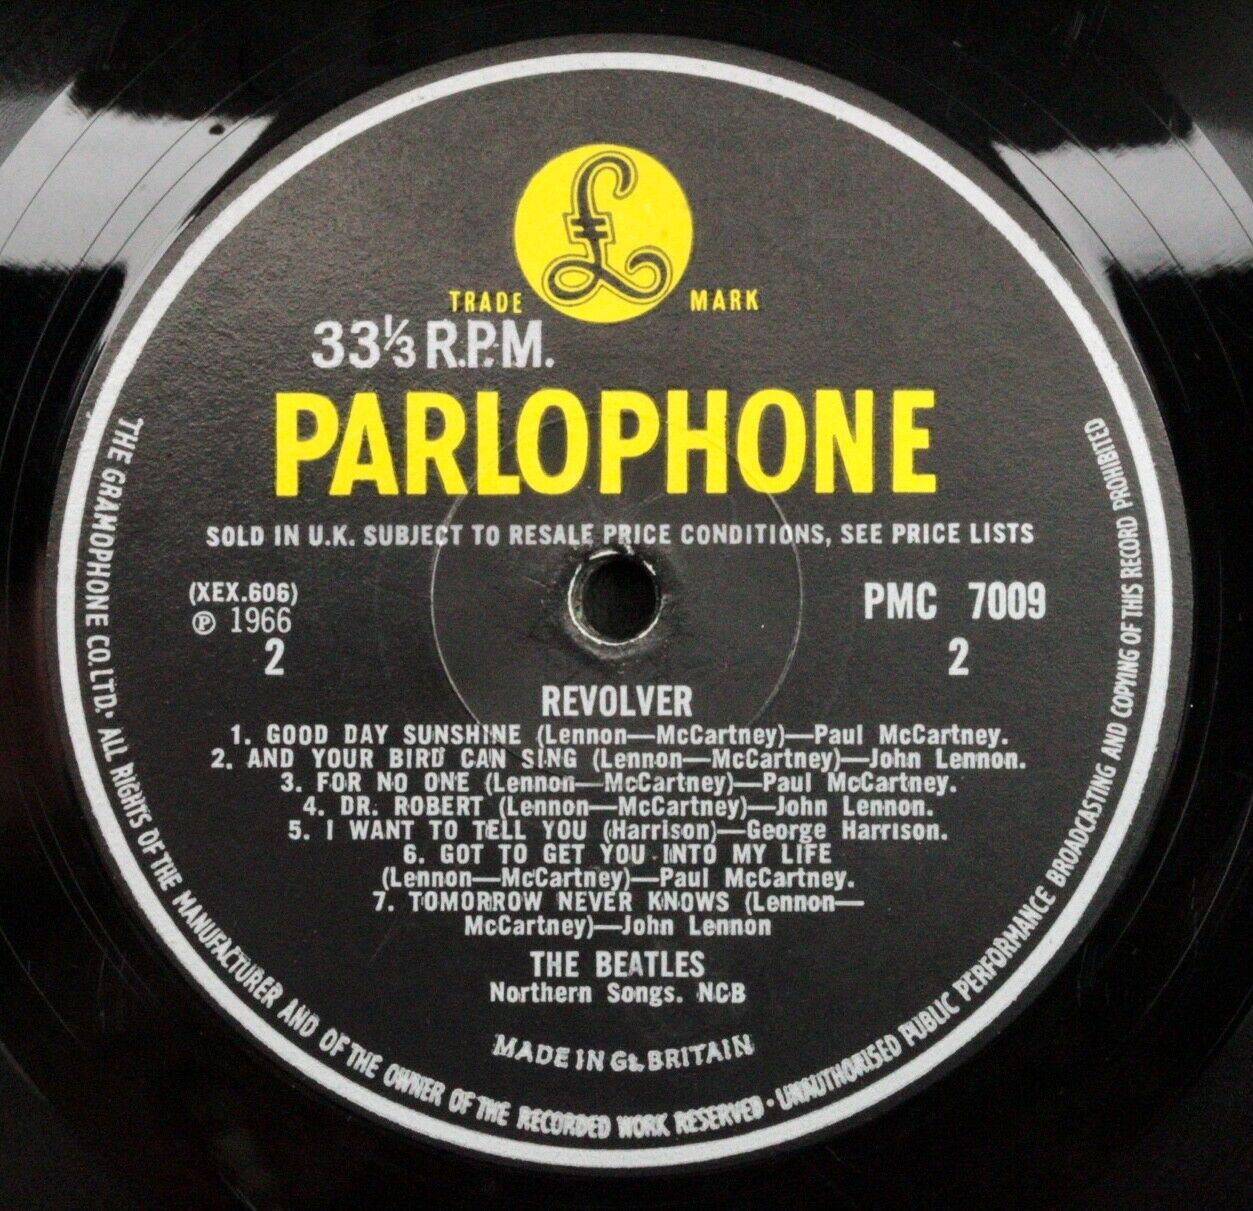 £
TRADE MARK
33⅓ R.P.M.
PARLOPHONE
SOLD IN U.K. SUBJECT TO RESALE PRICE CONDITIONS, SEE PRICE LISTS
(XEX.606)
℗ 1966
2
PMC 7009
2
REVOLVER
1. GOOD DAY SUNSHINE (Lennon—McCartney)—Paul McCartney.
2. AND YOUR BIRD CAN SING (Lennon—McCartney)—John Lennon.
3. FOR NO ONE (Lennon—McCartney)—Paul McCartney.
4. DR. ROBERT (Lennon—McCartney)—John Lennon.
5. I WANT TO TELL YOU (Harrison)—George Harrison.
6. GOT TO GET YOU INTO MY LIFE
(Lennon—McCartney)—Paul McCartney.
7. TOMORROW NEVER KNOWS (Lennon—
McCartney)—John Lennon
THE BEATLES
Northern Songs. NCB
MADE IN Gt. BRITAIN
THE GRAMOPHONE CO. LTD. · ALL RIGHTS OF THE MANUFACTURER AND OF THE OWNER OF THE RECORDED WORK RESERVED · UNAUTHORISED PUBLIC PERFORMANCE BROADCASTING AND COPYING OF THIS RECORD PROHIBITED